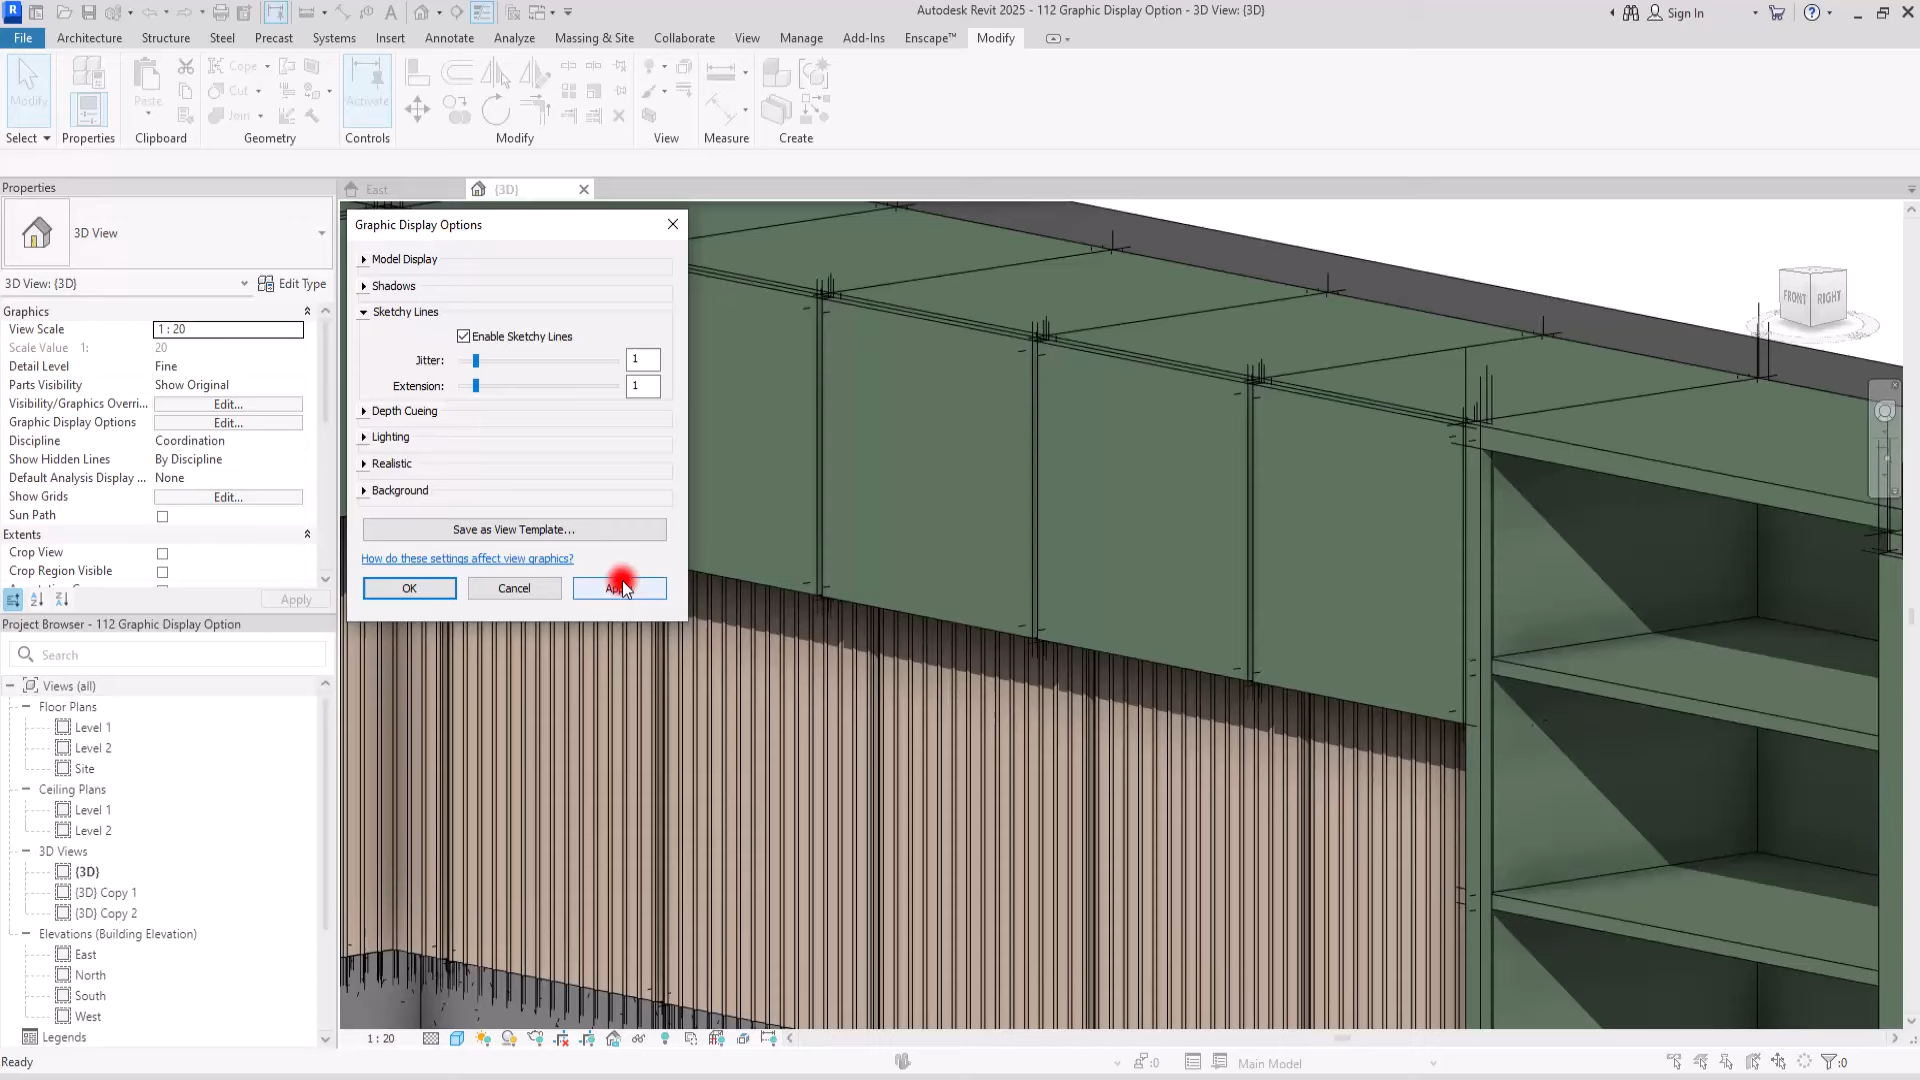 Autodesk Revit 2025 - 112 Graphic Display Option - 3D View: {3D}
Sign In
File Architecture Structure Steel Precast Systems Insert Annotate Analyze Massing & Site Collaborate View Manage Add-Ins Enscape™ Modify
Modify Paste Cope Cut Join Activate
Select Properties Clipboard Geometry Controls Modify View Measure Create
Properties
East
{3D}
3D View
3D View: {3D}
Edit Type
Graphics
View Scale 1 : 20
Scale Value 1: 20
Detail Level Fine
Parts Visibility Show Original
Visibility/Graphics Overri... Edit...
Graphic Display Options Edit...
Discipline Coordination
Show Hidden Lines By Discipline
Default Analysis Display ... None
Show Grids Edit...
Sun Path
Extents
Crop View
Crop Region Visible
Apply
Project Browser - 112 Graphic Display Option
Search
Views (all)
Floor Plans
Level 1
Level 2
Site
Ceiling Plans
Level 1
Level 2
3D Views
{3D}
{3D} Copy 1
{3D} Copy 2
Elevations (Building Elevation)
East
North
South
West
Legends
Graphic Display Options
Model Display
Shadows
Sketchy Lines
Enable Sketchy Lines
Jitter: 1
Extension: 1
Depth Cueing
Lighting
Realistic
Background
Save as View Template...
How do these settings affect view graphics?
OK Cancel
FRONT RIGHT
1 : 20
Ready
:0
Main Model
:0